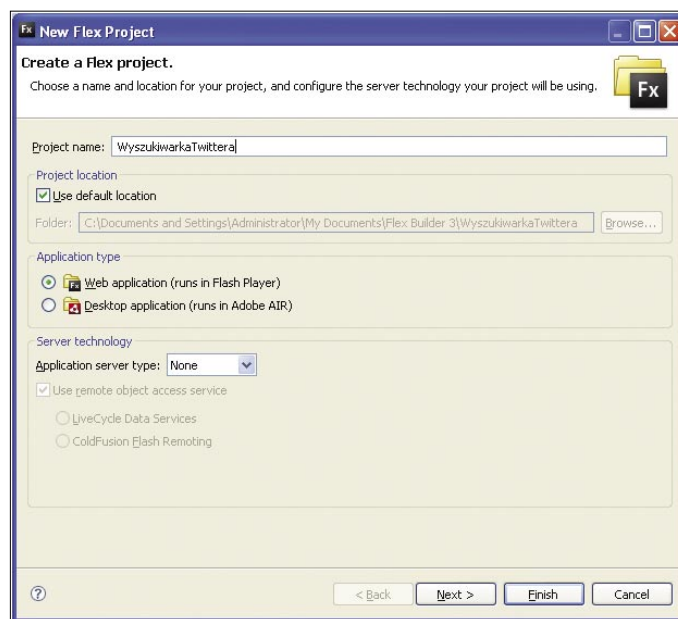 Fx New Flex Project
Create a Flex project.
Choose a name and location for your project, and configure the server technology your project will be using.
Fx
Project name: WyszukiwarkaTwittera
Project location
Use default location
Folder: C:\Documents and Settings\Administrator\My Documents\Flex Builder 3\WyszukiwarkaTwittera Browse...
Application type
Fx Web application (runs in Flash Player)
Desktop application (runs in Adobe AIR)
Server technology
Application server type: None
Use remote object access service
LiveCycle Data Services
ColdFusion Flash Remoting
? < Back Next > Finish Cancel